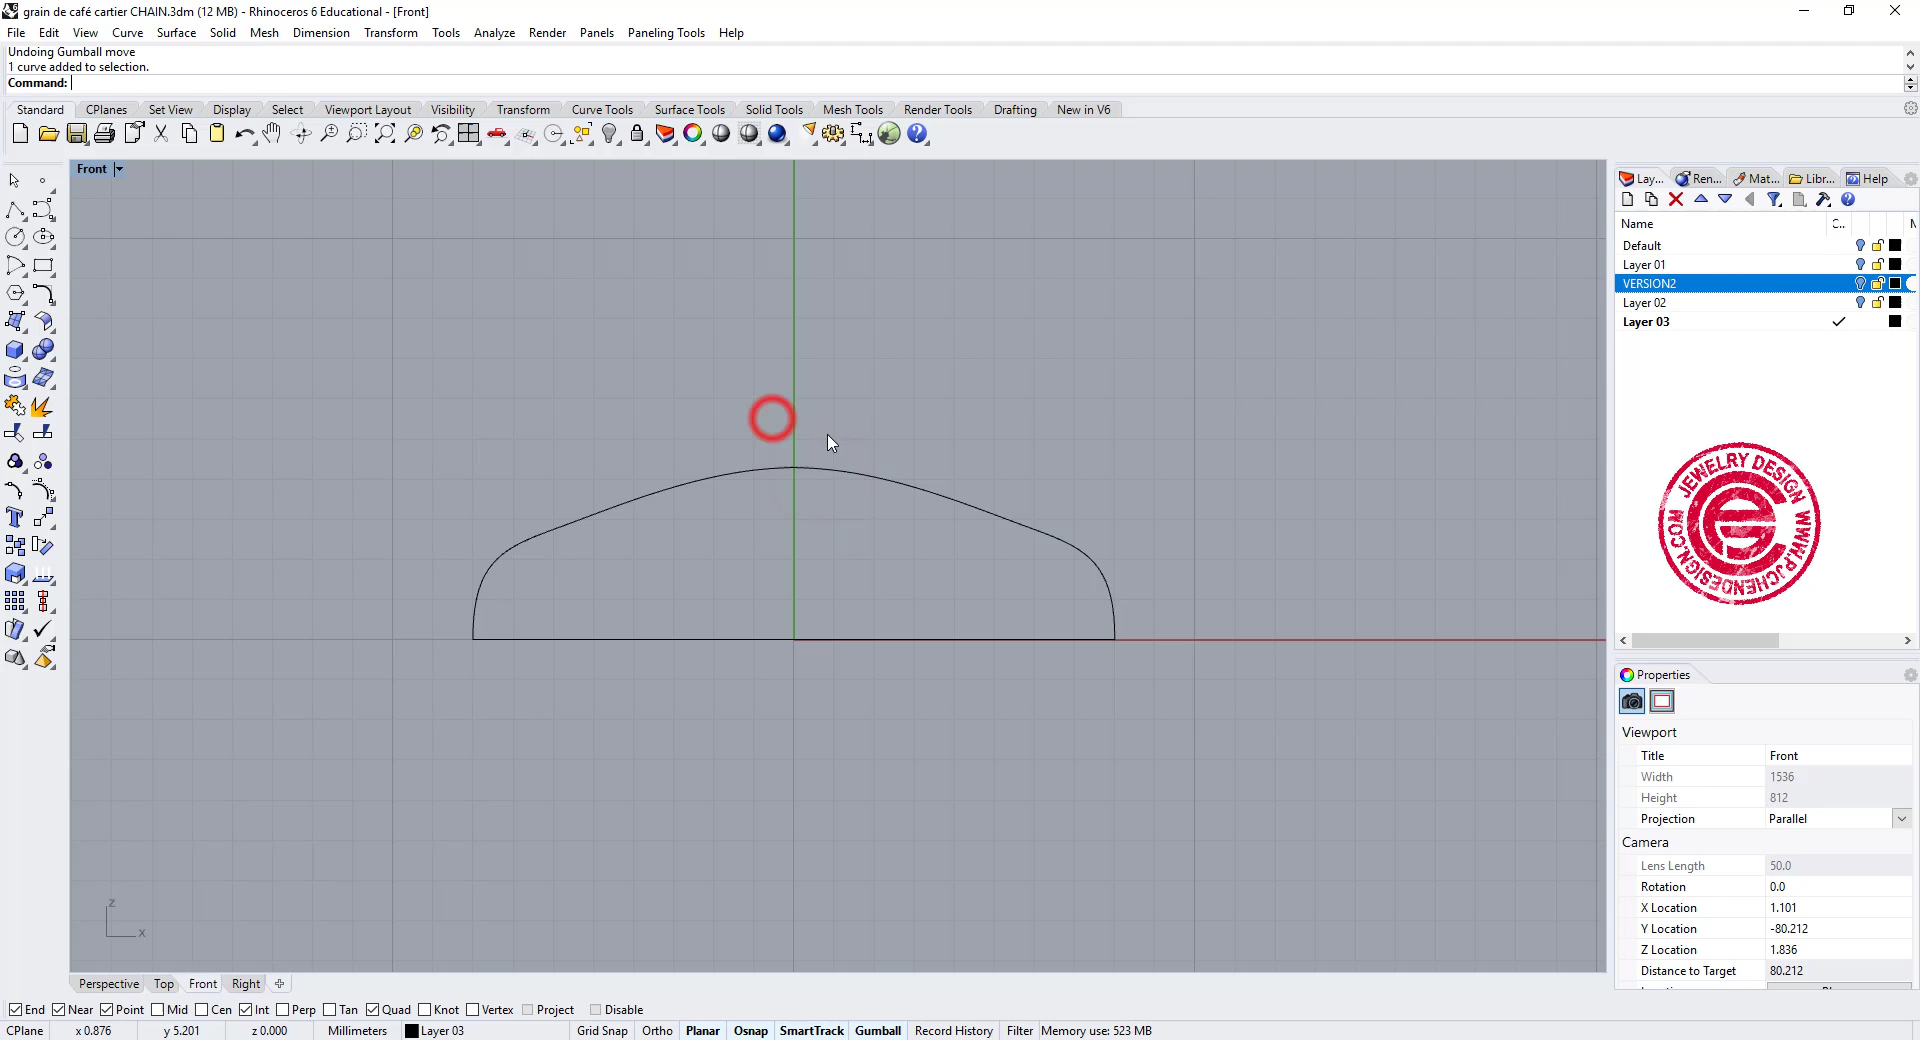 grain de café cartier CHAIN.3dm (12 MB) - Rhinoceros 6 Educational - [Front]
File Edit View Curve Surface Solid Mesh Dimension Transform Tools Analyze Render Panels Paneling Tools Help
Undoing Gumball move
1 curve added to selection.
Command:
Standard CPlanes Set View Display Select Viewport Layout Visibility Transform Curve Tools Surface Tools Solid Tools Mesh Tools Render Tools Drafting New in V6
Front
Lay... Ren... Mat... Libr... Help
Name C.. M
Default
Layer 01
VERSION2
Layer 02
Layer 03
JEWELRY DESIGN WWW.PJCHENDESIGN.COM
Properties
Viewport
Title Front
Width 1536
Height 812
Projection Parallel
Camera
Lens Length 50.0
Rotation 0.0
X Location 1.101
Y Location -80.212
Z Location 1.836
Distance to Target 80.212
z
x
Perspective Top Front Right
End Near Point Mid Cen Int Perp Tan Quad Knot Vertex Project Disable
CPlane x 0.876 y 5.201 z 0.000 Millimeters Layer 03 Grid Snap Ortho Planar Osnap SmartTrack Gumball Record History Filter Memory use: 523 MB